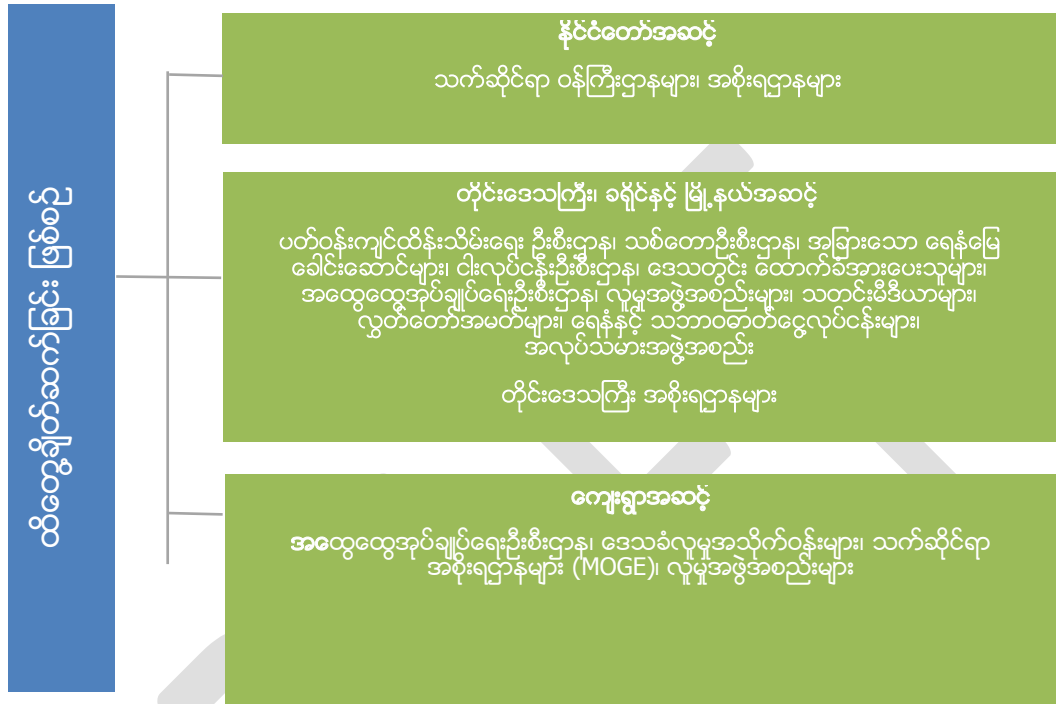 ထိတွေ့ချိတ်ဆက်ခြင်း ဖြစ်စဉ်
နိုင်ငံတော်အဆင့်
သက်ဆိုင်ရာ ဝန်ကြီးဌာနများ၊ အစိုးရဌာနများ
တိုင်းဒေသကြီး၊ ခရိုင်နှင့် မြို့နယ်အဆင့်
ပတ်ဝန်းကျင်ထိန်းသိမ်းရေး ဦးစီးဌာန၊ သစ်တောဦးစီးဌာန၊ အခြားသော ရေနံမြေ
ခေါင်းဆောင်များ၊ ငါးလုပ်ငန်းဦးစီးဌာန၊ ဒေသတွင်း ထောက်ခံအားပေးသူများ၊
အထွေထွေအုပ်ချုပ်ရေးဦးစီးဌာန၊ လူမှုအဖွဲ့အစည်းများ၊ သတင်းမီဒီယာများ၊
လွှတ်တော်အမတ်များ၊ ရေနံနှင့် သဘာဝဓာတ်ငွေ့လုပ်ငန်းများ၊
အလုပ်သမားအဖွဲ့အစည်း
တိုင်းဒေသကြီး အစိုးရဌာနများ
ကျေးရွာအဆင့်
အထွေထွေအုပ်ချုပ်ရေးဦးစီးဌာန၊ ဒေသခံလူမှုအသိုက်ဝန်းများ၊ သက်ဆိုင်ရာ
အစိုးရဌာနများ (MOGE)၊ လူမှုအဖွဲ့အစည်းများ